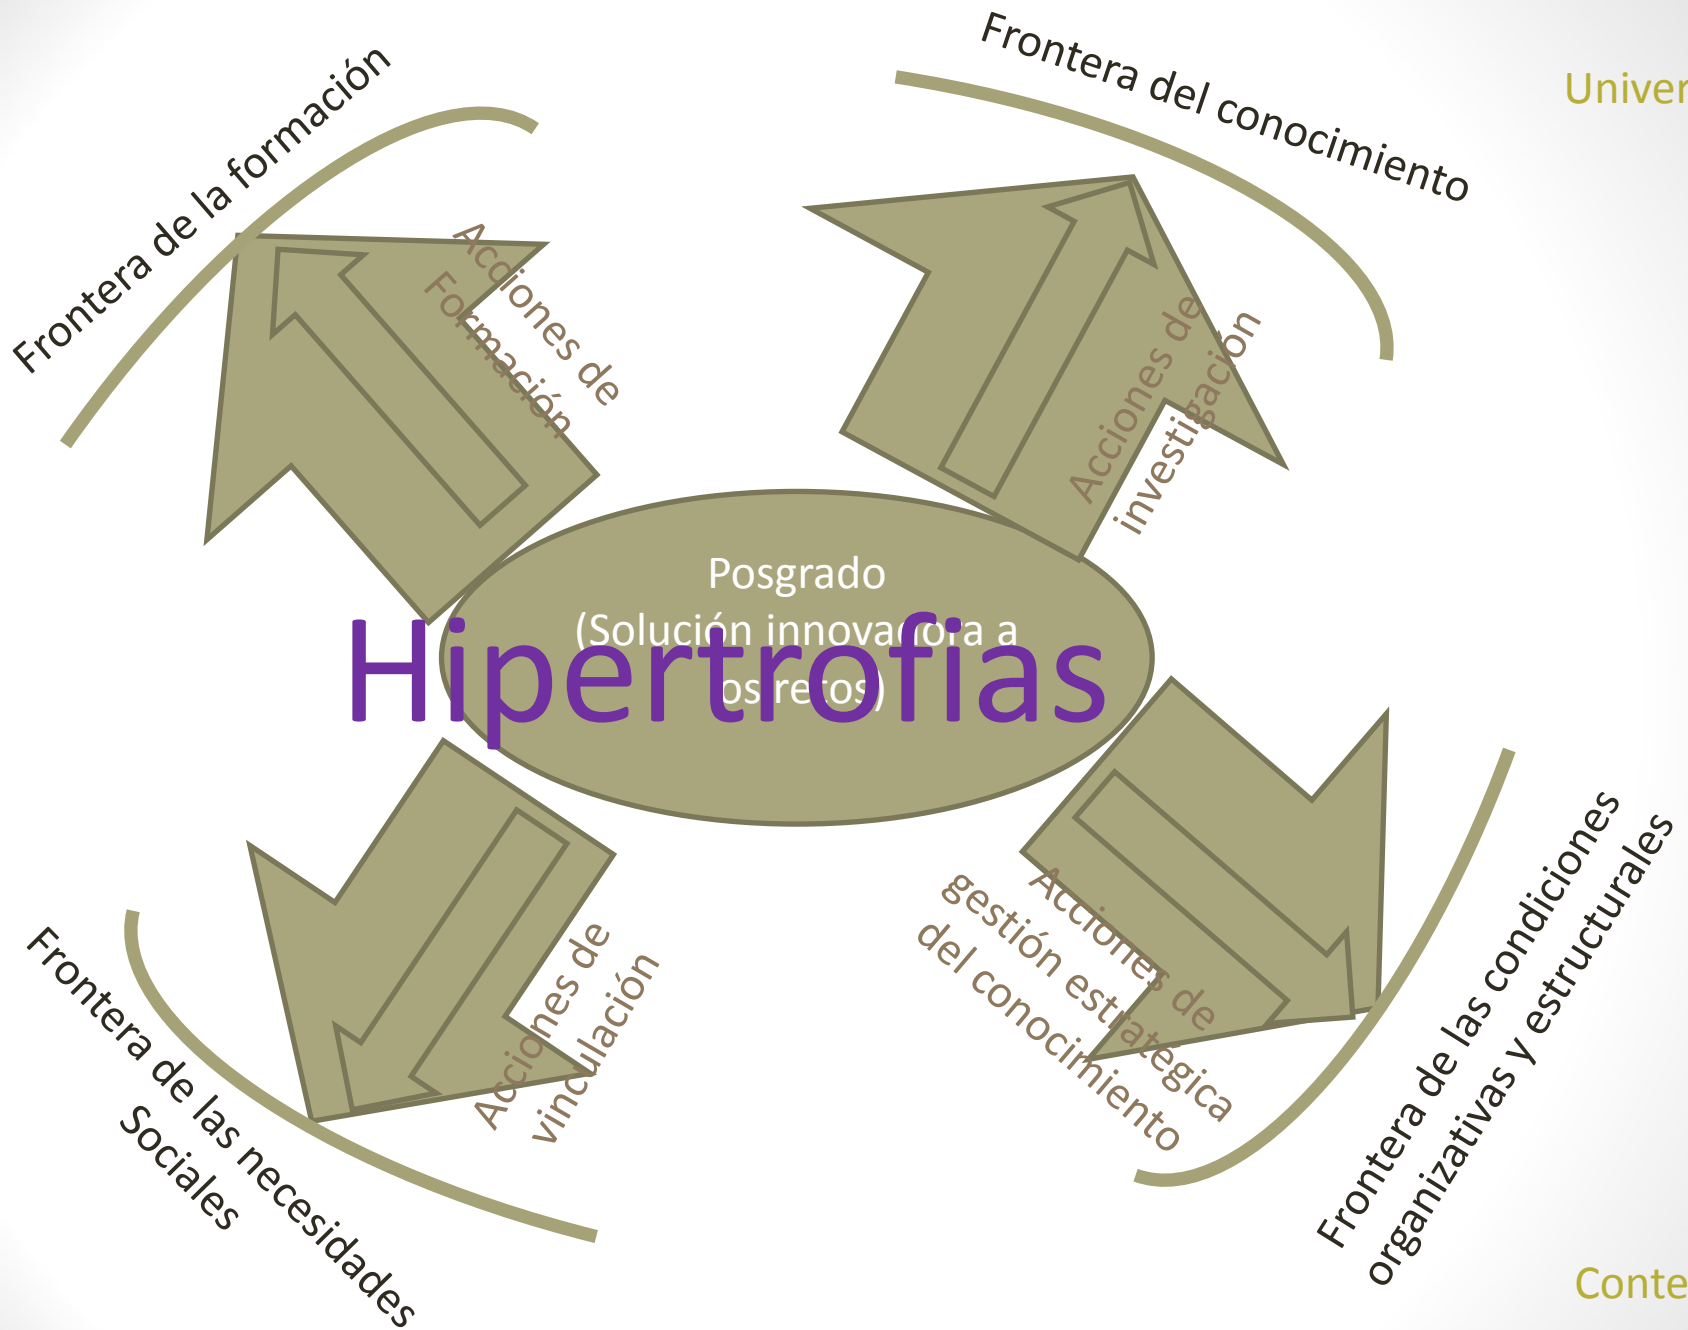 Frontera de la formación
Frontera del conocimiento
Univer
Acciones de
Formación
Acciones de
investigación
Posgrado
(Solución innovadora a
os retos)
Hipertrofias
Acciones de
vinculación
Acciones de
gestión estratégica
del conocimiento
Frontera de las necesidades
Sociales
Frontera de las condiciones
organizativas y estructurales
Conte